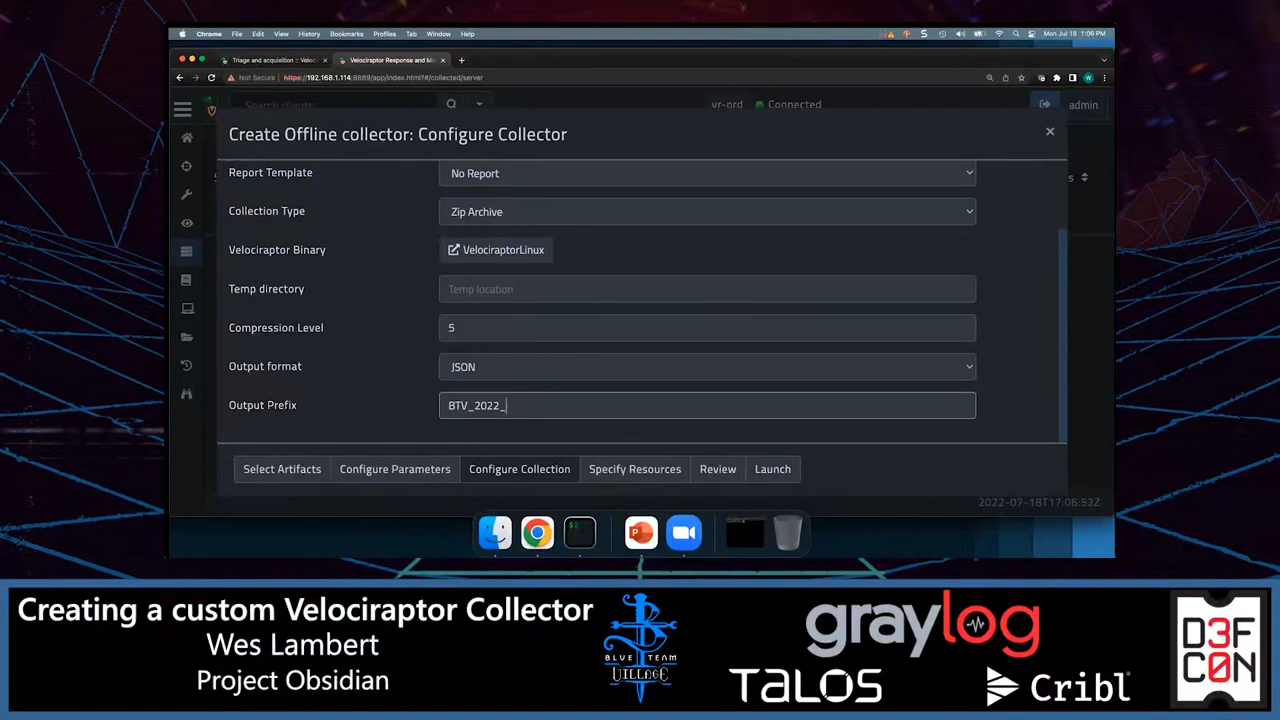 Chrome File Edit View History Bookmarks Profiles Tab Window Help
Mon Jul 18 1:06 PM
Triage and acquisition :: Veloc
Velociraptor Response and Mo
Not Secure https://192.168.1.114:8889/app/index.html?#/collected/server
Search clients
vr-ord Connected admin
Create Offline collector: Configure Collector
Report Template No Report
Collection Type Zip Archive
Velociraptor Binary VelociraptorLinux
Temp directory Temp location
Compression Level 5
Output format JSON
Output Prefix BTV_2022_
Select Artifacts Configure Parameters Configure Collection Specify Resources Review Launch
2022-07-18T17:06:53Z
Creating a custom Velociraptor Collector
Wes Lambert
Project Obsidian
BLUE TEAM
VILLAGE
graylog
TALOS
Cribl
D3F
C0N